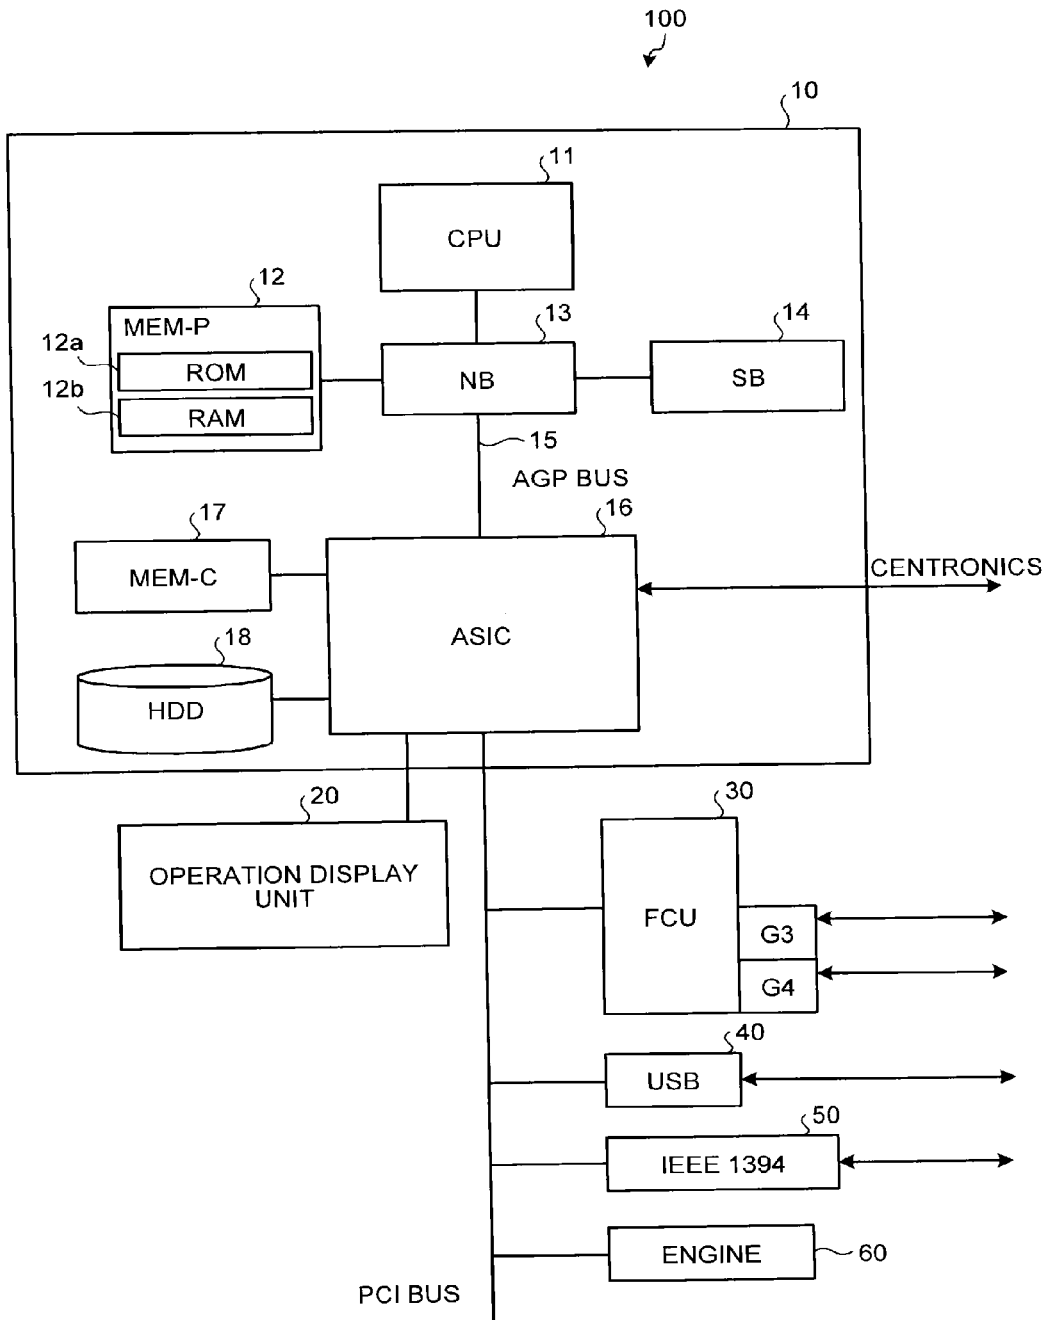 100
10
11
CPU
12
MEM-P
12a
ROM
12b
RAM
13
NB
14
SB
15
AGP BUS
16
17
MEM-C
CENTRONICS
ASIC
18
HDD
20
OPERATION DISPLAY
UNIT
30
FCU
G3
G4
40
USB
50
IEEE 1394
ENGINE
60
PCI BUS